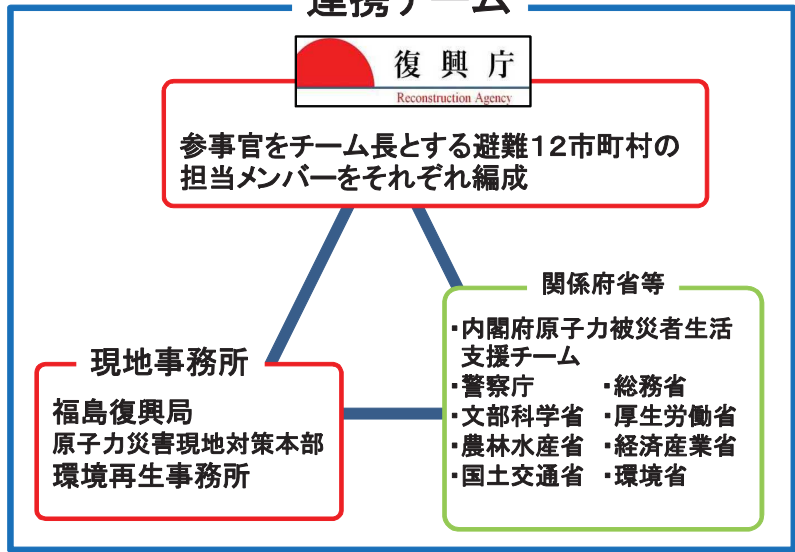 連携チーム
復興庁
Reconstruction Agency
参事官をチーム長とする避難12市町村の
担当メンバーをそれぞれ編成
関係府省等
・内閣府原子力被災者生活
支援チーム
・警察庁 ・総務省
・文部科学省 ・厚生労働省
・農林水産省 ・経済産業省
・国土交通省 ・環境省
現地事務所
福島復興局
原子力災害現地対策本部
環境再生事務所